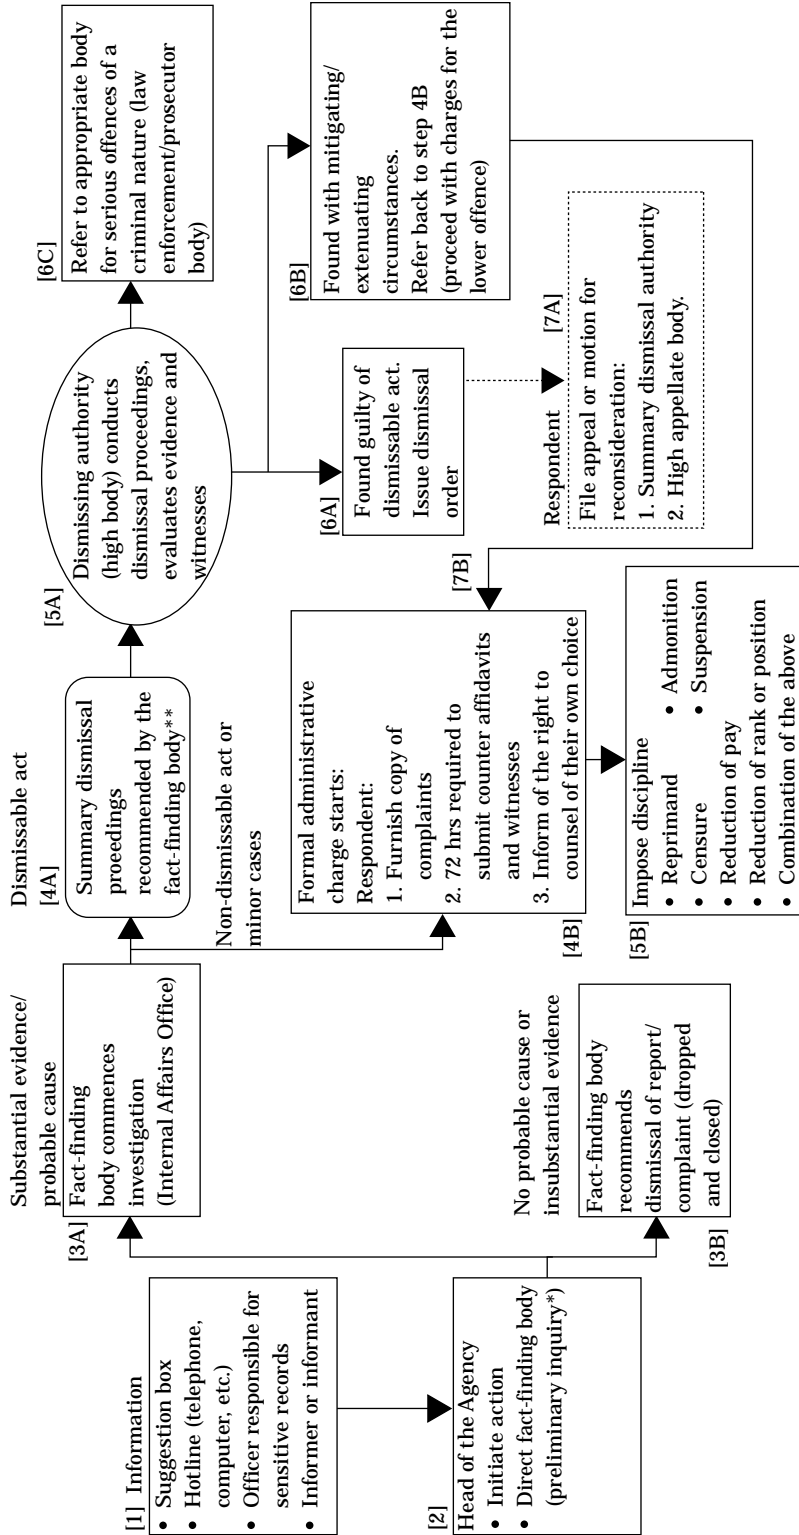 [1] Information
• Suggestion box
• Hotline (telephone,
computer, etc.)
• Officer responsible for
sensitive records
• Informer or informant
[2]
Head of the Agency
• Initiate action
• Direct fact-finding body
(preliminary inquiry*)
Substantial evidence/
probable cause
[3A]
Fact-finding
body commences
investigation
(Internal Affairs Office)
No probable cause or
insubstantial evidence
Fact-finding body
recommends
dismissal of report/
complaint (dropped
and closed)
[3B]
Dismissable act
[4A]
Summary dismissal
proeedings
recommended by the
fact-finding body**
Non-dismissable act or
minor cases
Formal administrative
charge starts:
Respondent:
1. Furnish copy of
complaints
2. 72 hrs required to
submit counter affidavits
and witnesses
3. Inform of the right to
counsel of their own choice
[4B]
[5B]
Impose discipline
• Reprimand
• Admonition
• Censure
• Suspension
• Reduction of pay
• Reduction of rank or position
• Combination of the above
[5A]
Dismissing authority
(high body) conducts
dismissal proceedings,
evaluates evidence and
witnesses
[6C]
Refer to appropriate body
for serious offences of a
criminal nature (law
enforcement/prosecutor
body)
[6A]
Found guilty of
dismissable act.
Issue dismissal
order
[6B]
Found with mitigating/
extenuating
circumstances.
Refer back to step 4B
(proceed with charges for the
lower offence)
Respondent
[7A]
File appeal or motion for
reconsideration:
1. Summary dismissal authority
2. High appellate body.
[7B]